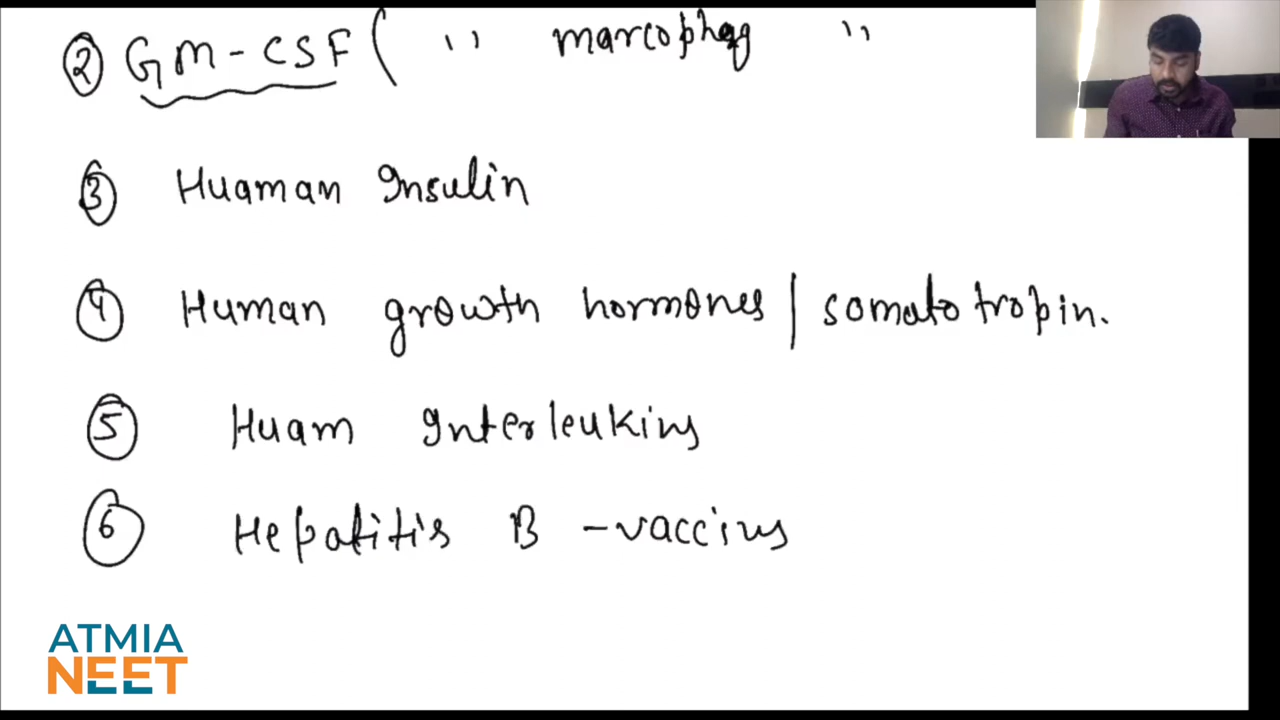 ② GM-CSF ( '' marcophag ''
③ Huaman Insulin
④ Human growth hormones / somatotropin.
⑤ Huam Interleukins
⑥ Hepatitis B - vaccins
ATMIA
NEET